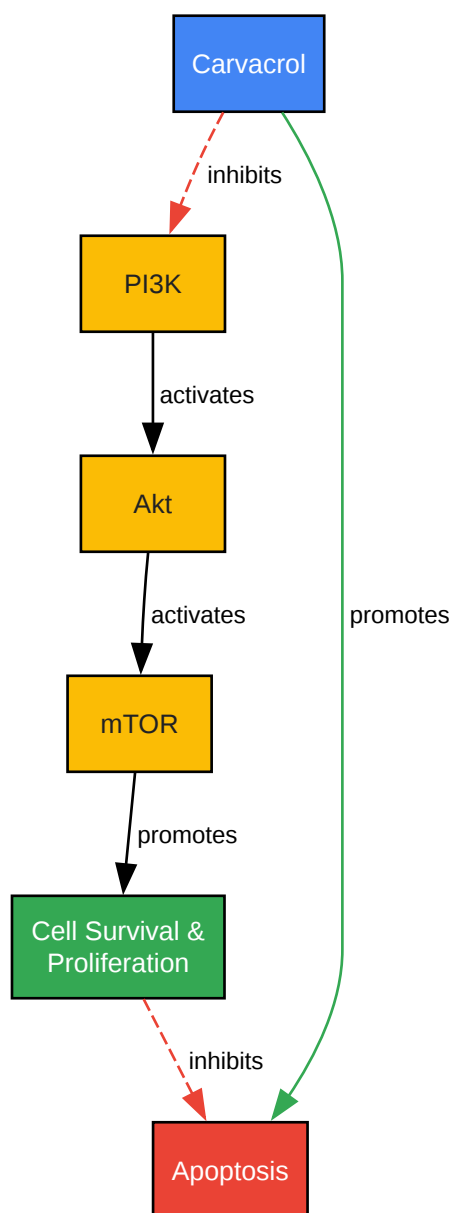 Carvacrol
inhibits
PI3K
activates
Akt
activates
promotes
mTOR
promotes
Cell Survival &
Proliferation
inhibits
Apoptosis